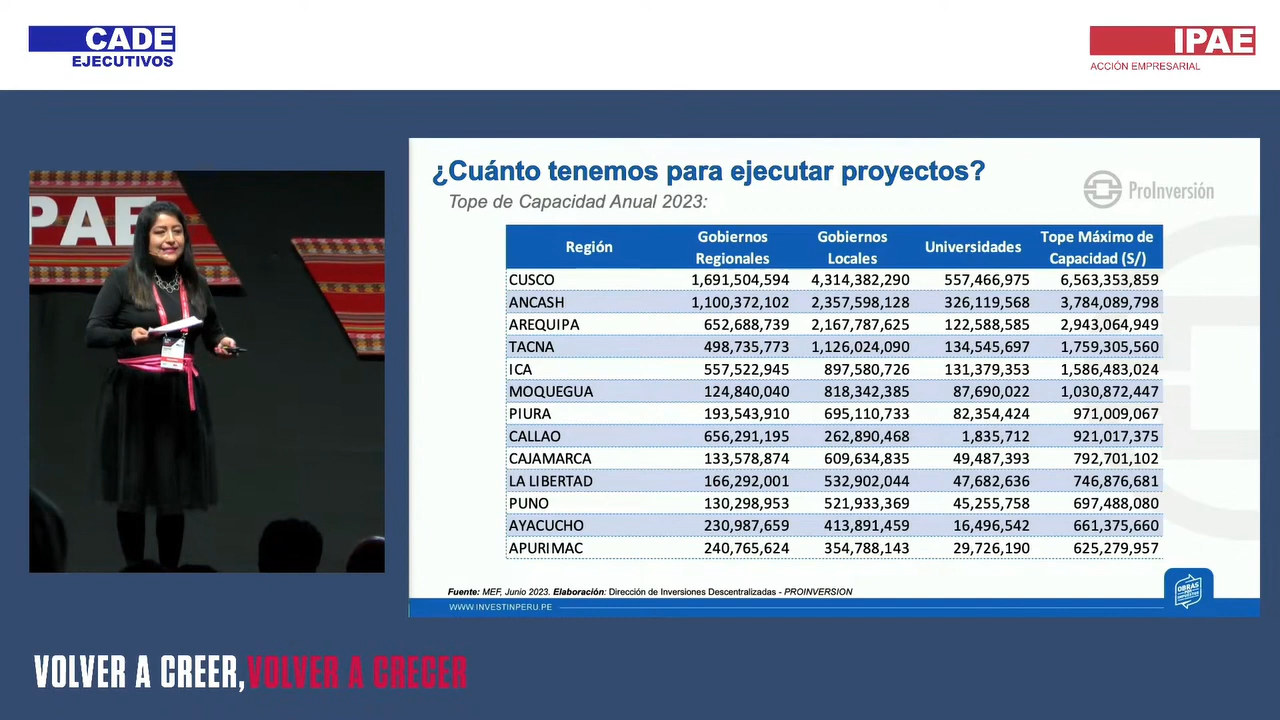 CADE
EJECUTIVOS
IPAE
ACCIÓN EMPRESARIAL
PAE
¿Cuánto tenemos para ejecutar proyectos?
Tope de Capacidad Anual 2023:
ProInversión
Región Gobiernos Regionales Gobiernos Locales Universidades Tope Máximo de Capacidad (S/)
CUSCO 1,691,504,594 4,314,382,290 557,466,975 6,563,353,859
ANCASH 1,100,372,102 2,357,598,128 326,119,568 3,784,089,798
AREQUIPA 652,688,739 2,167,787,625 122,588,585 2,943,064,949
TACNA 498,735,773 1,126,024,090 134,545,697 1,759,305,560
ICA 557,522,945 897,580,726 131,379,353 1,586,483,024
MOQUEGUA 124,840,040 818,342,385 87,690,022 1,030,872,447
PIURA 193,543,910 695,110,733 82,354,424 971,009,067
CALLAO 656,291,195 262,890,468 1,835,712 921,017,375
CAJAMARCA 133,578,874 609,634,835 49,487,393 792,701,102
LA LIBERTAD 166,292,001 532,902,044 47,682,636 746,876,681
PUNO 130,298,953 521,933,369 45,255,758 697,488,080
AYACUCHO 230,987,659 413,891,459 16,496,542 661,375,660
APURIMAC 240,765,624 354,788,143 29,726,190 625,279,957
Fuente: MEF, Junio 2023. Elaboración: Dirección de Inversiones Descentralizadas - PROINVERSION
WWW.INVESTINPERU.PE
OBRAS
VOLVER A CREER, VOLVER A CRECER